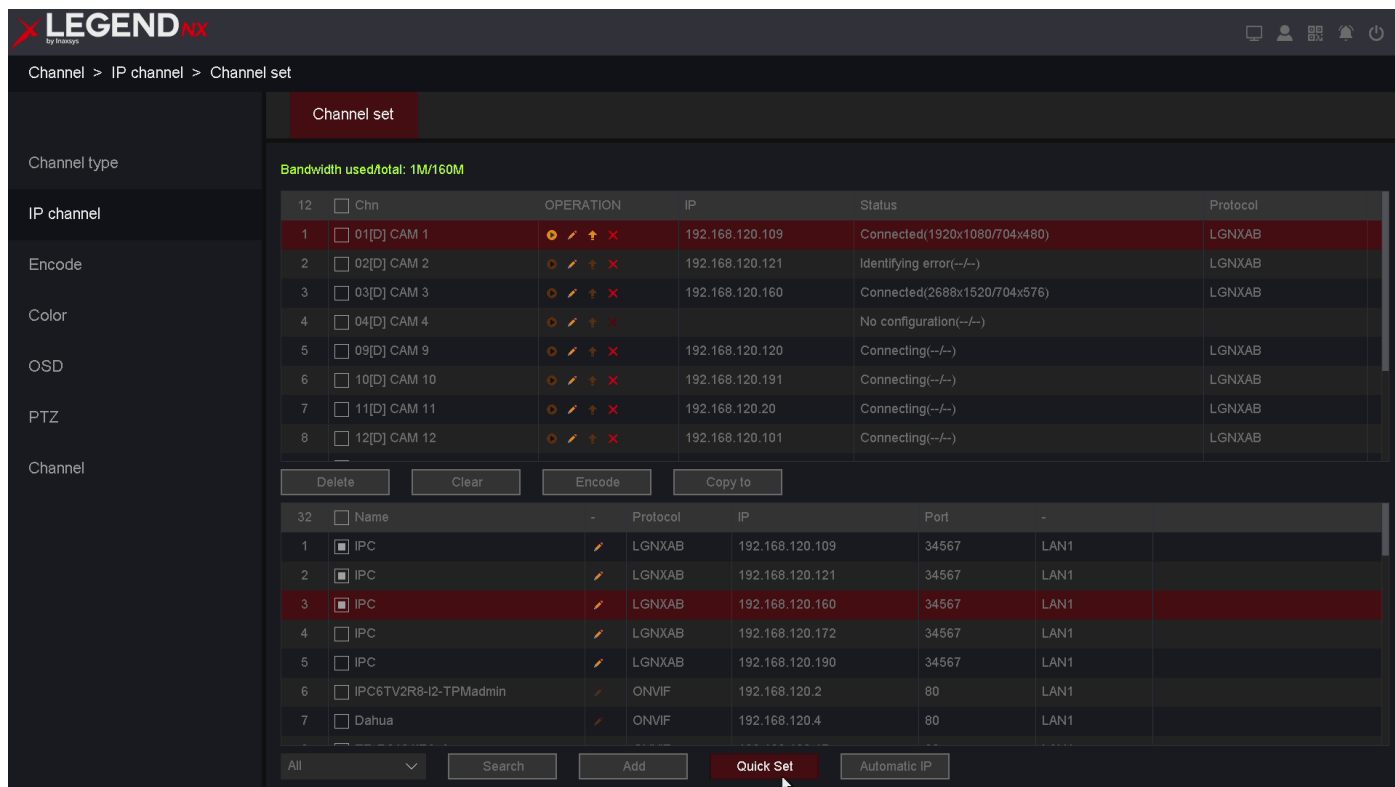 XLEGENDNX
by Inaxsys
Channel > IP channel > Channel set
Channel set
Channel type
IP channel
Encode
Color
OSD
PTZ
Channel
Bandwidth used/total: 1M/160M
12 Chn OPERATION IP Status Protocol
1 01[D] CAM 1 192.168.120.109 Connected(1920x1080/704x480) LGNXAB
2 02[D] CAM 2 192.168.120.121 Identifying error(--/--) LGNXAB
3 03[D] CAM 3 192.168.120.160 Connected(2688x1520/704x576) LGNXAB
4 04[D] CAM 4 No configuration(--/--)
5 09[D] CAM 9 192.168.120.120 Connecting(--/--) LGNXAB
6 10[D] CAM 10 192.168.120.191 Connecting(--/--) LGNXAB
7 11[D] CAM 11 192.168.120.20 Connecting(--/--) LGNXAB
8 12[D] CAM 12 192.168.120.101 Connecting(--/--) LGNXAB
Delete Clear Encode Copy to
32 Name - Protocol IP Port -
1 IPC LGNXAB 192.168.120.109 34567 LAN1
2 IPC LGNXAB 192.168.120.121 34567 LAN1
3 IPC LGNXAB 192.168.120.160 34567 LAN1
4 IPC LGNXAB 192.168.120.172 34567 LAN1
5 IPC LGNXAB 192.168.120.190 34567 LAN1
6 IPC6TV2R8-I2-TPMadmin ONVIF 192.168.120.2 80 LAN1
7 Dahua ONVIF 192.168.120.4 80 LAN1
All Search Add Quick Set Automatic IP